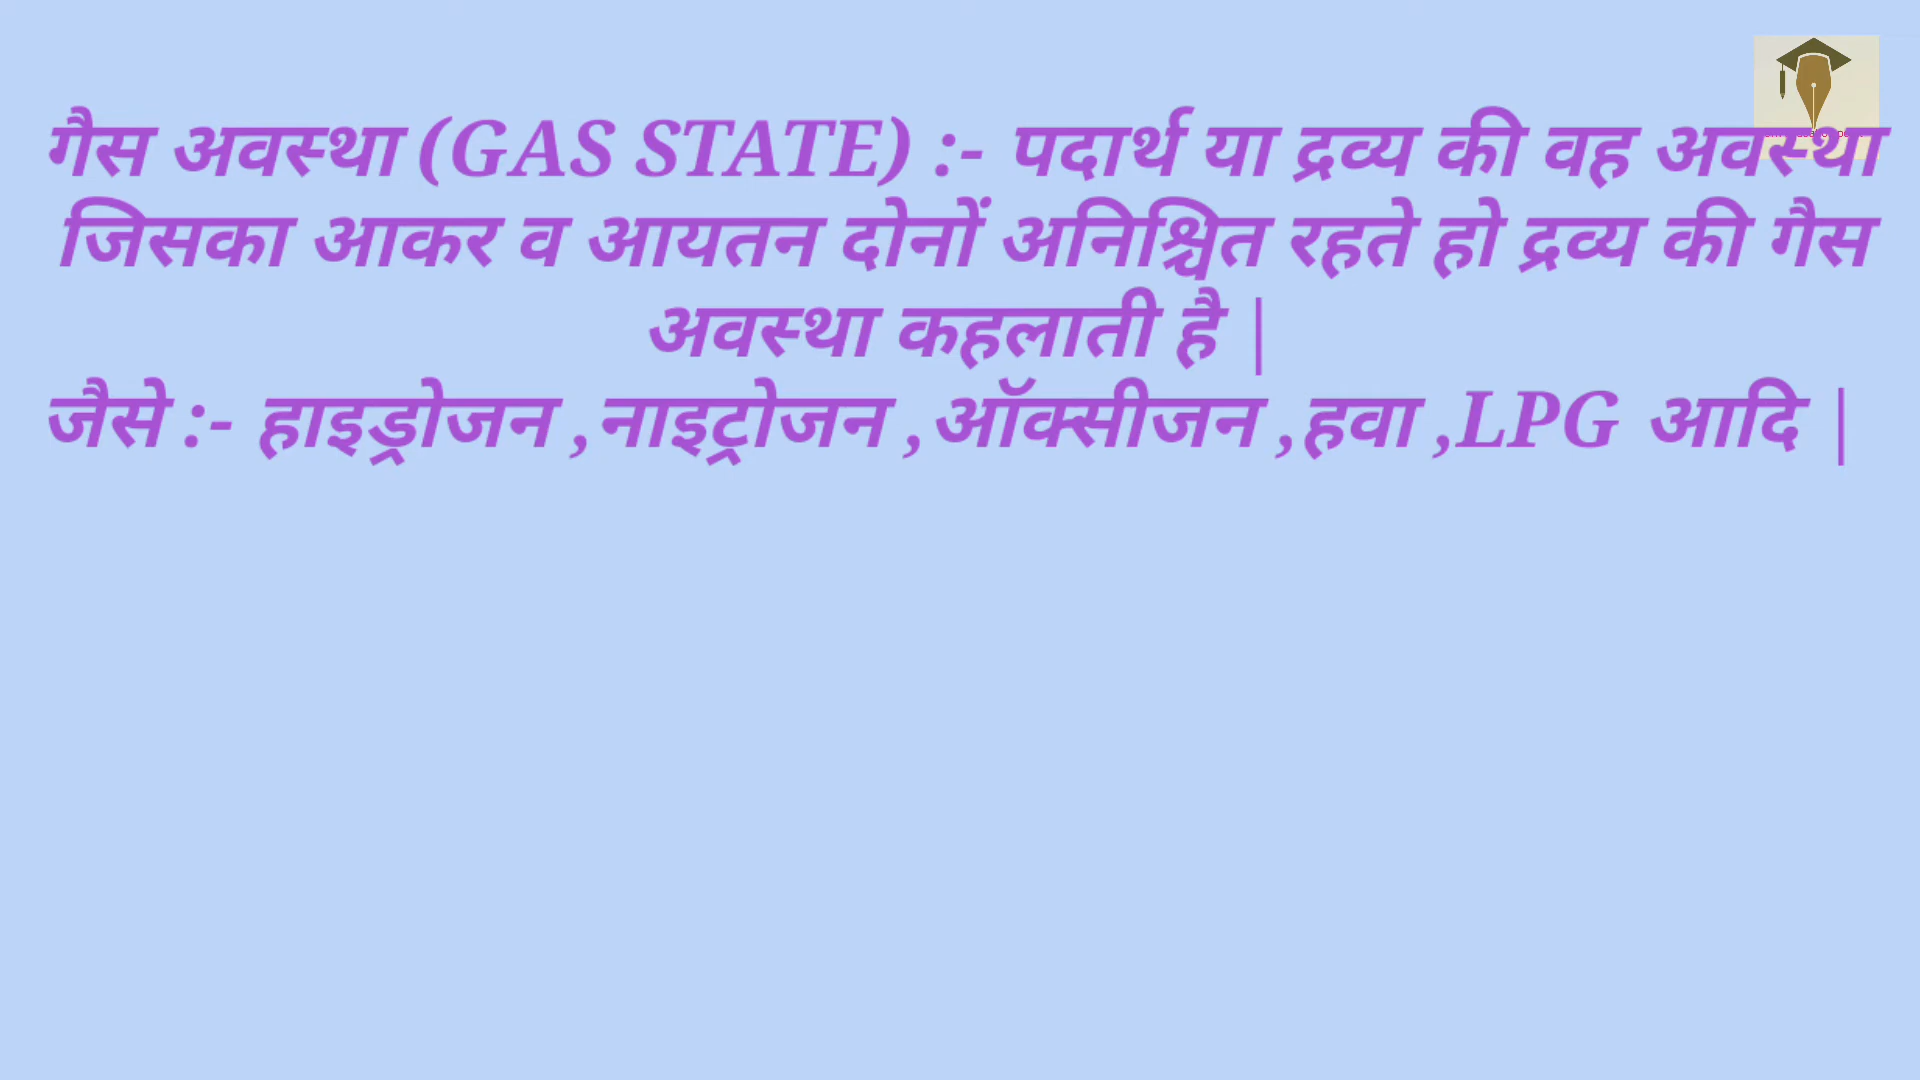 गैस अवस्था (GAS STATE) :- पदार्थ या द्रव्य की वह अवस्था
जिसका आकर व आयतन दोनों अनिश्चित रहते हो द्रव्य की गैस
अवस्था कहलाती है |
जैसे :- हाइड्रोजन ,नाइट्रोजन ,ऑक्सीजन ,हवा ,LPG आदि |